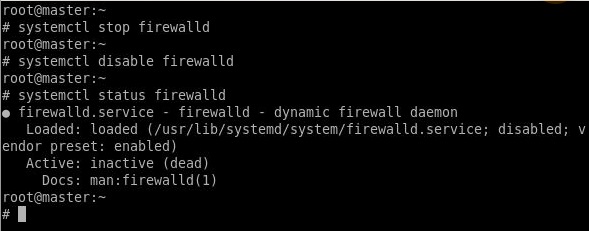 root@master:~
# systemctl stop firewalld
root@master:~
# systemctl disable firewalld
root@master:~
# systemctl status firewalld
● firewalld.service - firewalld - dynamic firewall daemon
   Loaded: loaded (/usr/lib/systemd/system/firewalld.service; disabled; v
endor preset: enabled)
   Active: inactive (dead)
     Docs: man:firewalld(1)
root@master:~
#